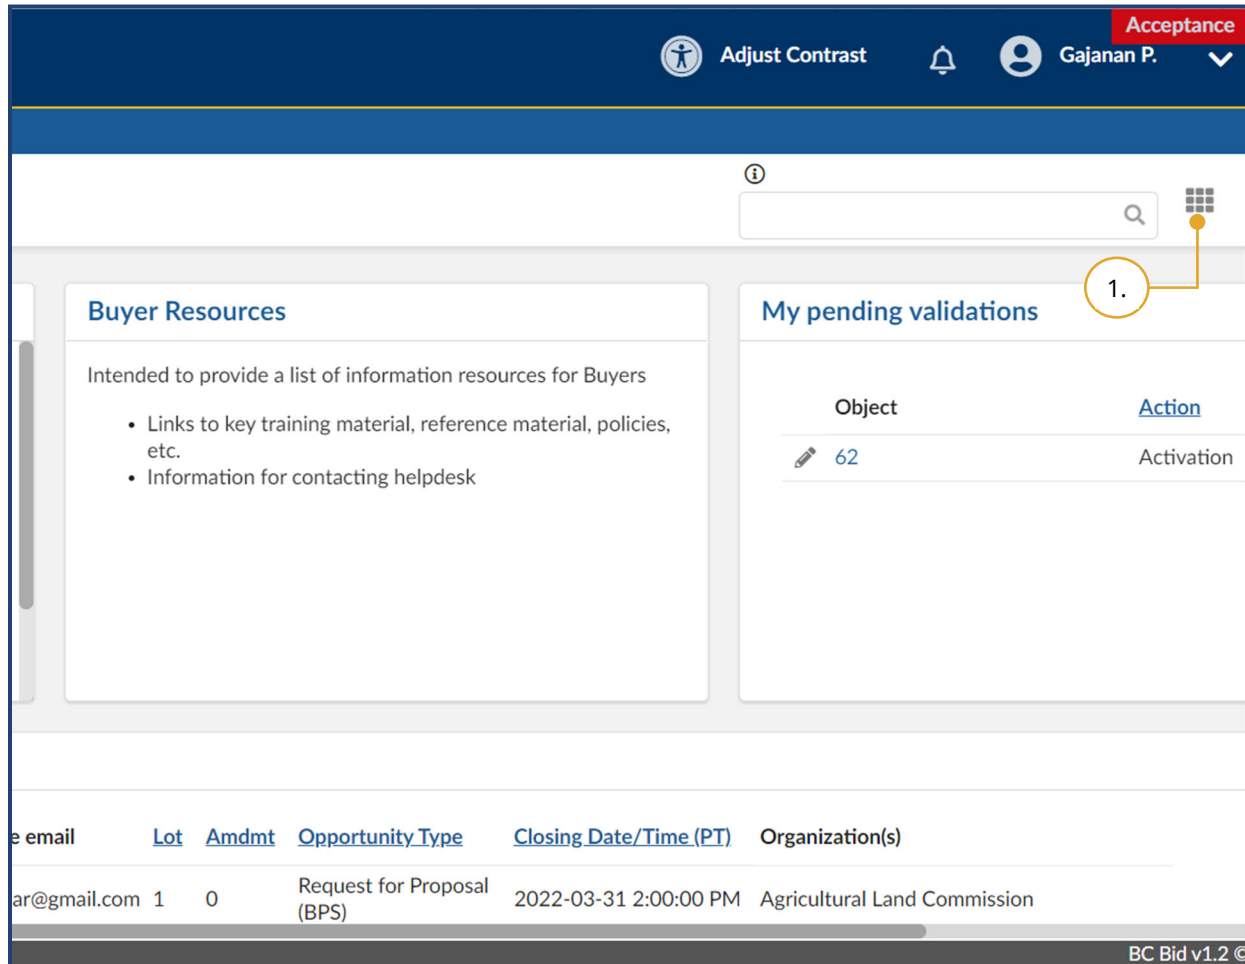 Acceptance
Adjust Contrast
Gajanan P.
1.
Buyer Resources
Intended to provide a list of information resources for Buyers
• Links to key training material, reference material, policies,
etc.
• Information for contacting helpdesk
My pending validations
Object Action
62 Activation
e email Lot Amdmt Opportunity Type Closing Date/Time (PT) Organization(s)
ar@gmail.com 1 0 Request for Proposal
(BPS) 2022-03-31 2:00:00 PM Agricultural Land Commission
BC Bid v1.2 ©